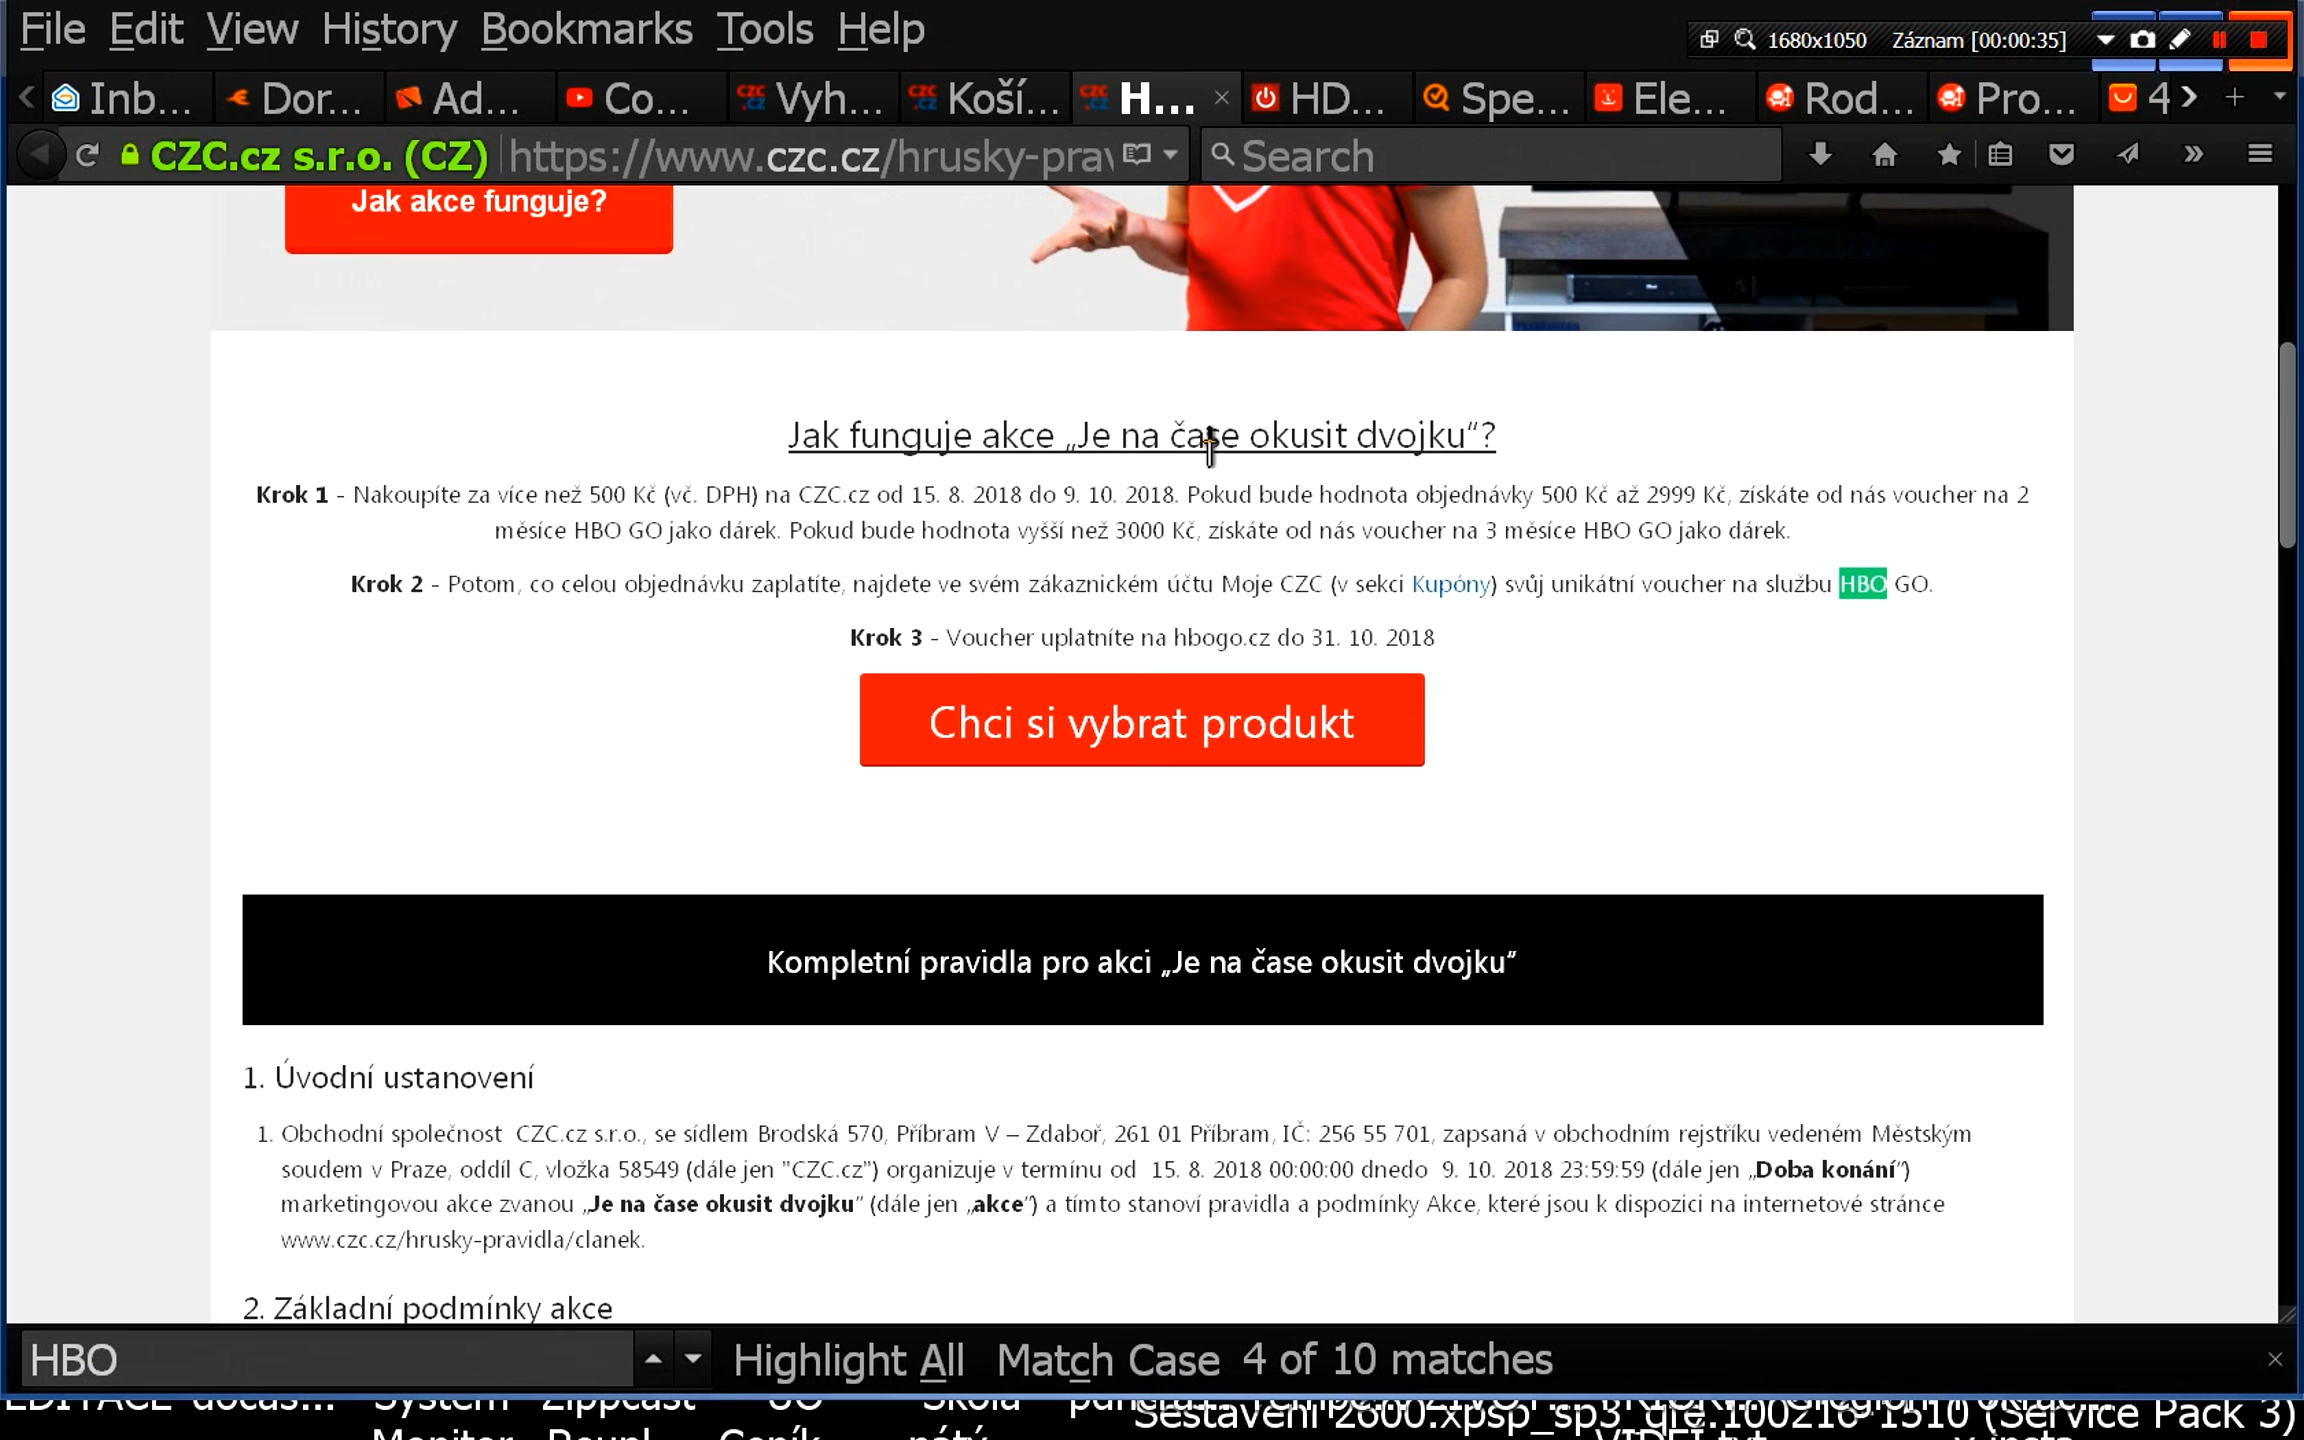 File Edit View History Bookmarks Tools Help
1680x1050 Záznam [00:00:35]
Inb... Dor... Ad... Co... Vyh... Koší... H... HD... Spe... Ele... Rod... Pro... 4
CZC.cz s.r.o. (CZ) https://www.czc.cz/hrusky-prav Search
Jak akce funguje?
Jak funguje akce „Je na čase okusit dvojku“?
Krok 1 - Nakoupíte za více než 500 Kč (vč. DPH) na CZC.cz od 15. 8. 2018 do 9. 10. 2018. Pokud bude hodnota objednávky 500 Kč až 2999 Kč, získáte od nás voucher na 2
měsíce HBO GO jako dárek. Pokud bude hodnota vyšší než 3000 Kč, získáte od nás voucher na 3 měsíce HBO GO jako dárek.
Krok 2 - Potom, co celou objednávku zaplatíte, najdete ve svém zákaznickém účtu Moje CZC (v sekci Kupóny) svůj unikátní voucher na službu HBO GO.
Krok 3 - Voucher uplatníte na hbogo.cz do 31. 10. 2018
Chci si vybrat produkt
Kompletní pravidla pro akci „Je na čase okusit dvojku“
1. Úvodní ustanovení
1. Obchodní společnost CZC.cz s.r.o., se sídlem Brodská 570, Příbram V – Zdaboř, 261 01 Příbram, IČ: 256 55 701, zapsaná v obchodním rejstříku vedeném Městským
soudem v Praze, oddíl C, vložka 58549 (dále jen "CZC.cz") organizuje v termínu od 15. 8. 2018 00:00:00 dnedo 9. 10. 2018 23:59:59 (dále jen „Doba konání“)
marketingovou akce zvanou „Je na čase okusit dvojku“ (dále jen „akce“) a tímto stanoví pravidla a podmínky Akce, které jsou k dispozici na internetové stránce
www.czc.cz/hrusky-pravidla/clanek.
2. Základní podmínky akce
HBO Highlight All Match Case 4 of 10 matches
Sestavení 2600.xpsp_sp3_qfe.100216-1510 (Service Pack 3)